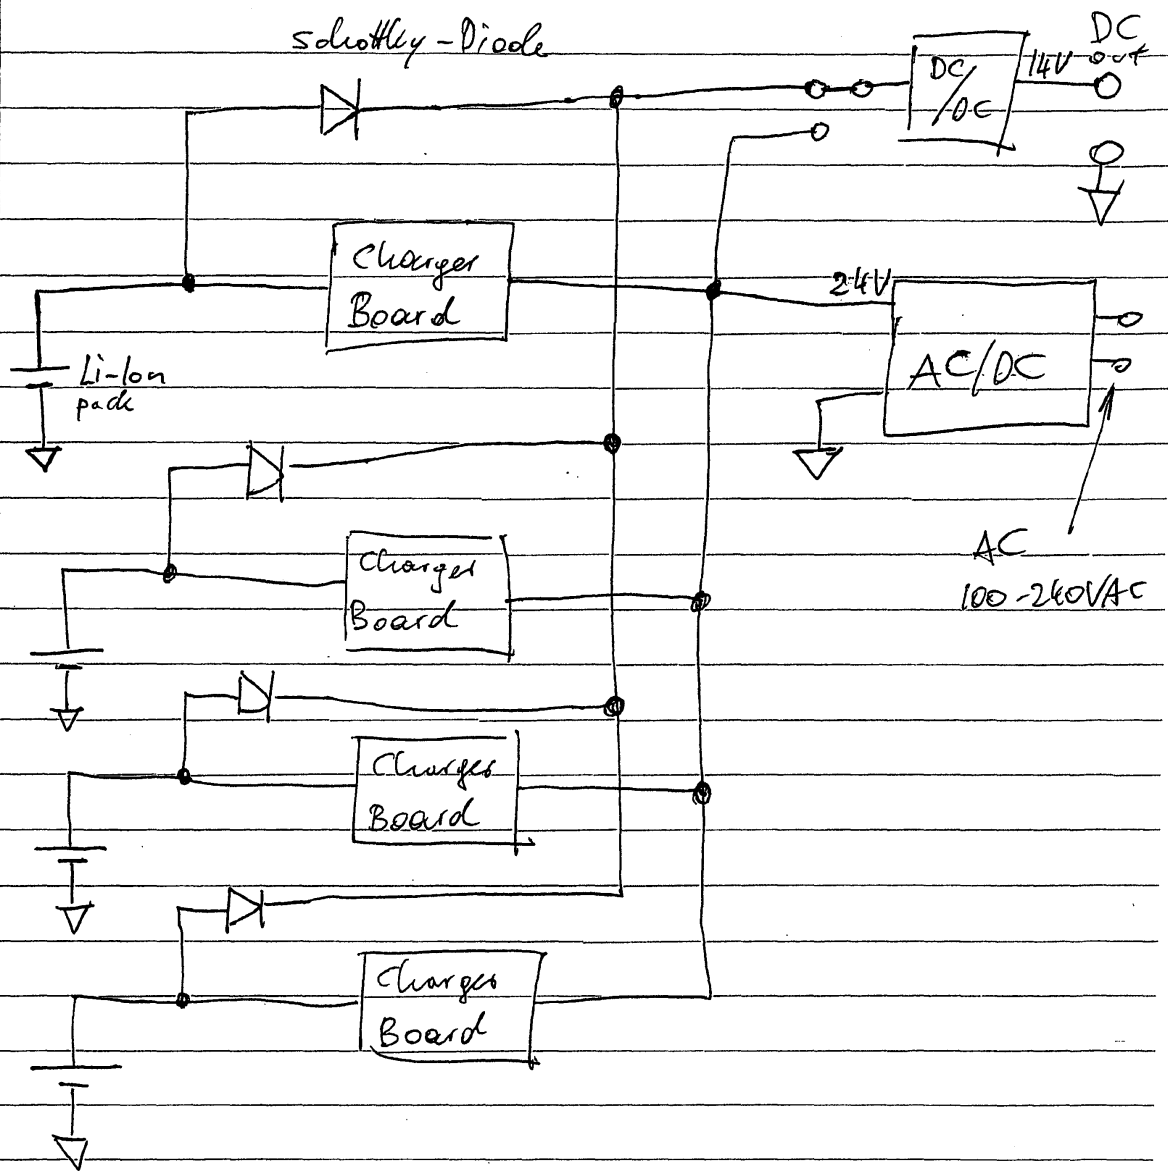 Schottky-Diode
DC
out
DC
/DC
14V
Charger
Board
24V
AC/DC
Li-Ion
pack
Charger
Board
AC
100-240VAC
Charger
Board
Charger
Board